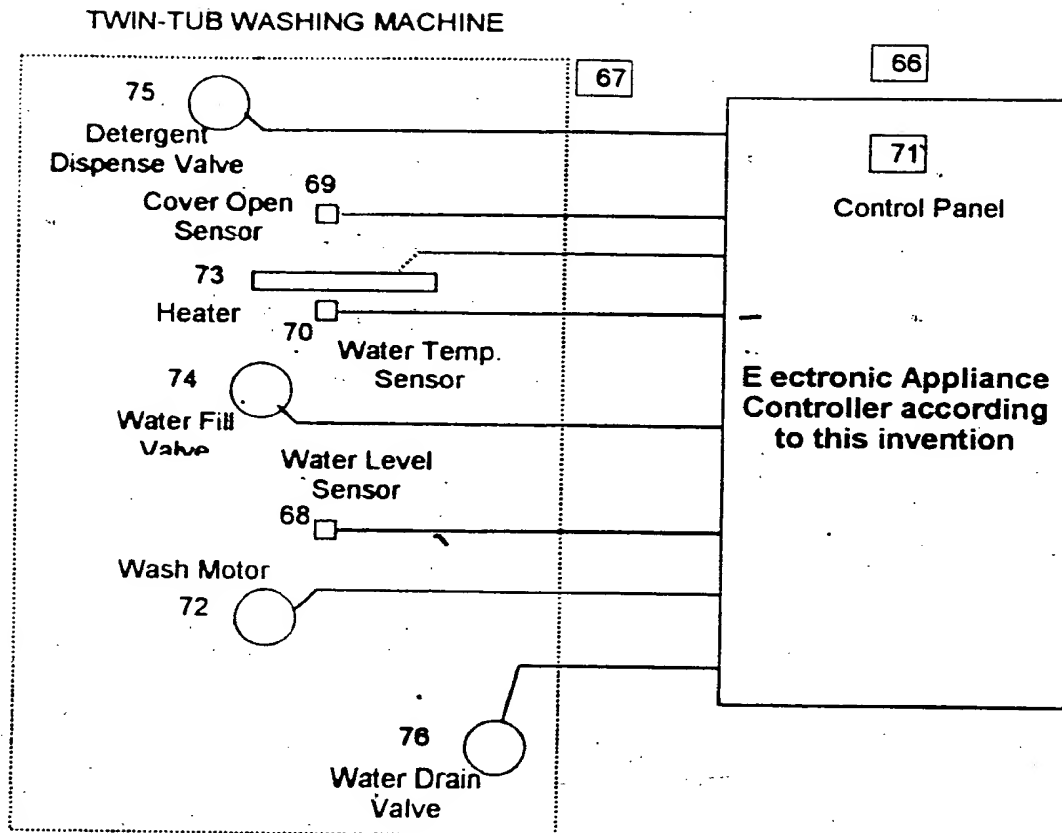 TWIN-TUB WASHING MACHINE
66
67
75
Detergent
Dispense Valve
71
69
Cover Open
Sensor
Control Panel
73
Heater
70
Water Temp.
Sensor
74
Water Fill
Valve
E ectronic Appliance
Controller according
to this invention
Water Level
Sensor
68
Wash Motor
72
76
Water Drain
Valve